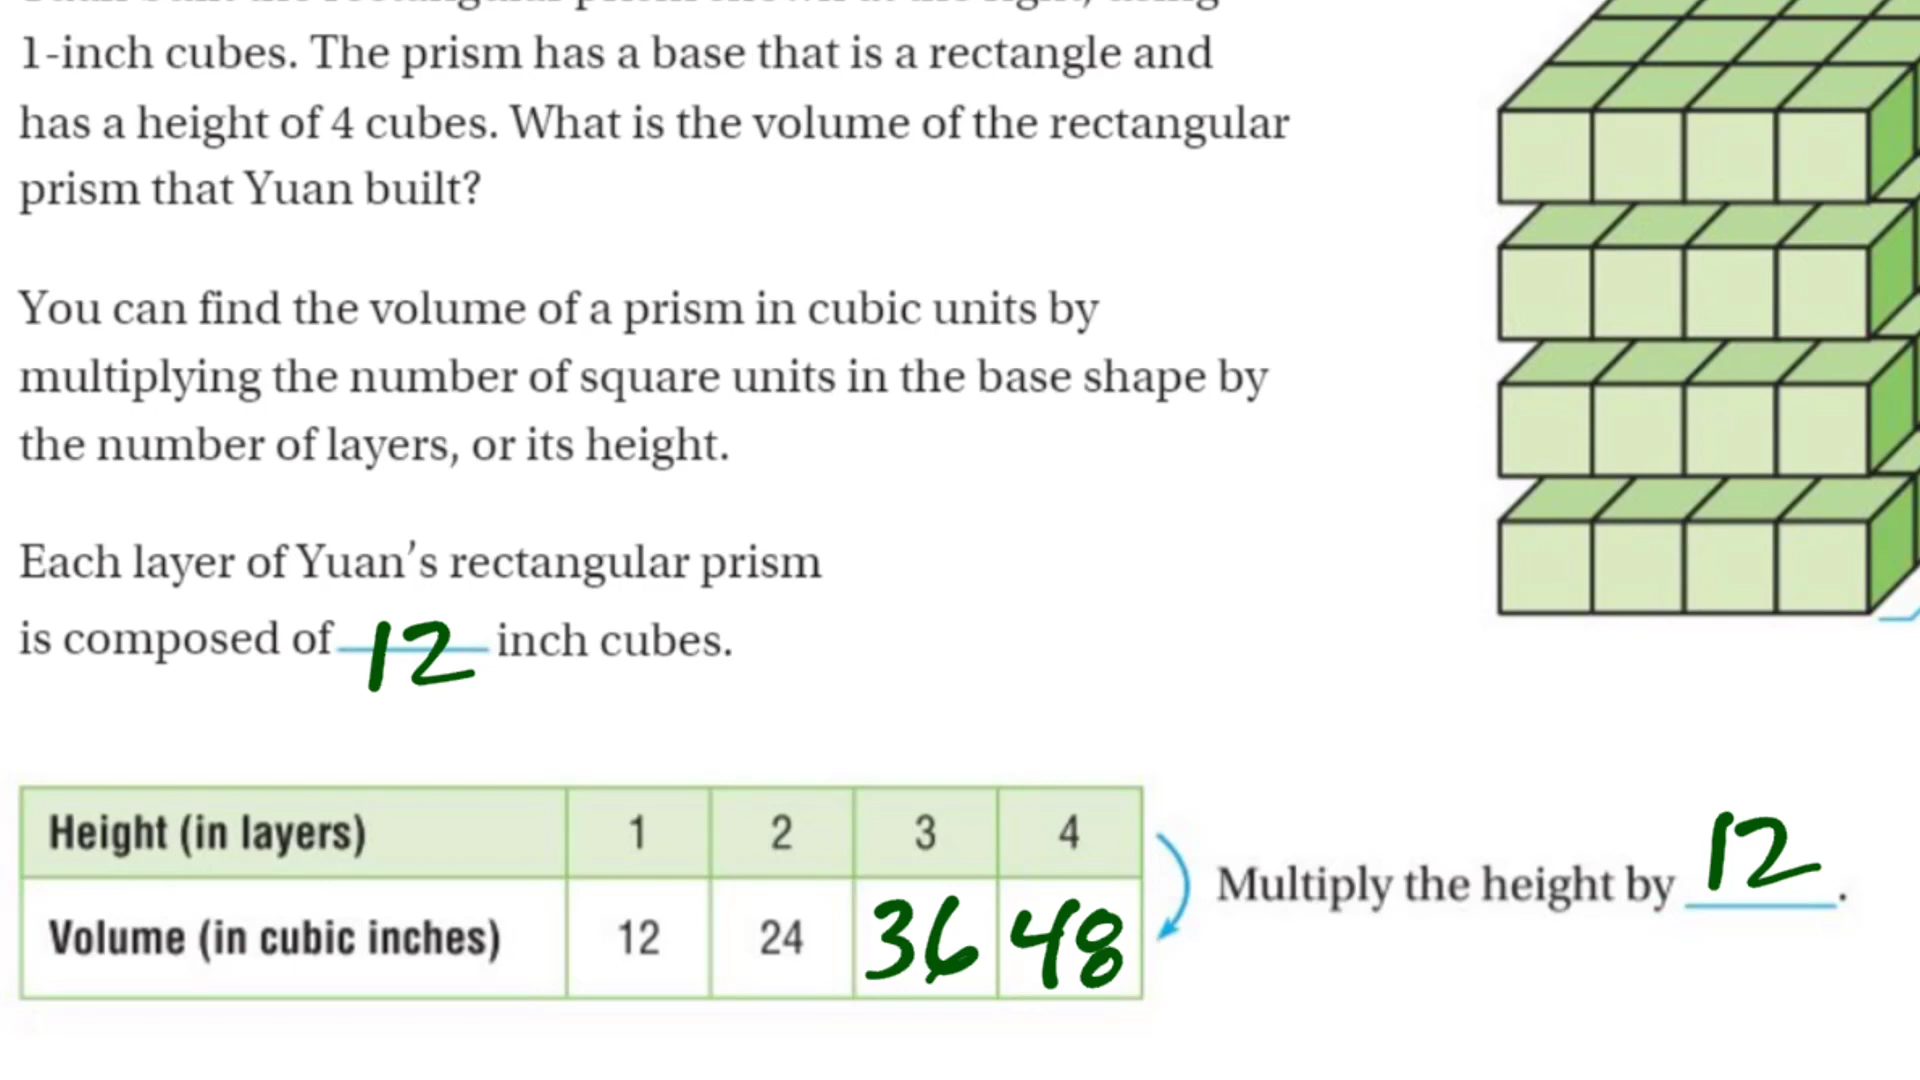 1-inch cubes. The prism has a base that is a rectangle and
has a height of 4 cubes. What is the volume of the rectangular
prism that Yuan built?
You can find the volume of a prism in cubic units by
multiplying the number of square units in the base shape by
the number of layers, or its height.
Each layer of Yuan's rectangular prism
is composed of 12 inch cubes.
Height (in layers) 1 2 3 4
Volume (in cubic inches) 12 24 36 48
Multiply the height by 12.